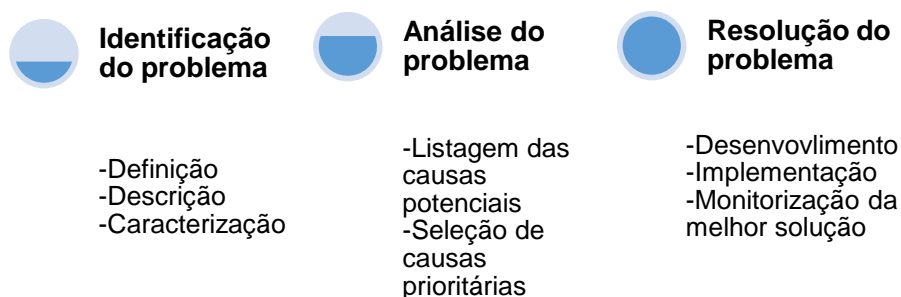 Identificação
do problema
-Definição
-Descrição
-Caracterização
Análise do
problema
-Listagem das
causas
potenciais
-Seleção de
causas
prioritárias
Resolução do
problema
-Desenvovlimento
-Implementação
-Monitorização da
melhor solução